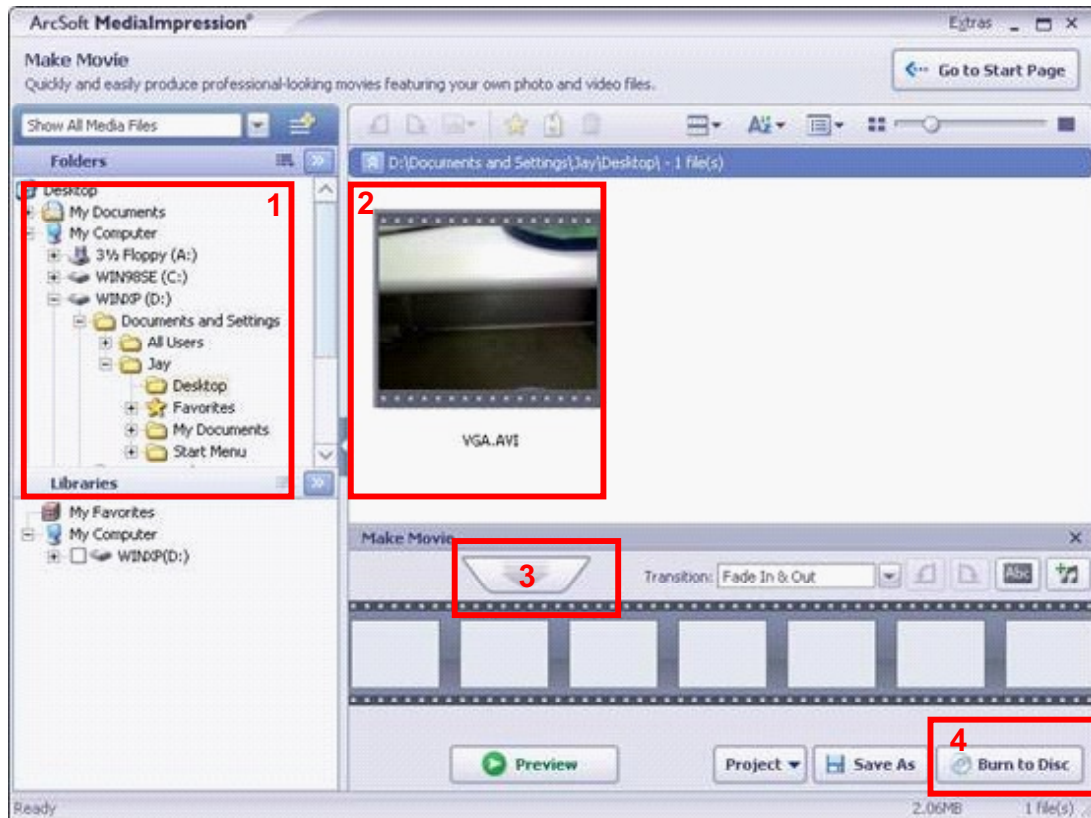 ArcSoft MediaImpression®
Extras
Make Movie
Quickly and easily produce professional-looking movies featuring your own photo and video files.
Go to Start Page
Show All Media Files
Folders
D:\Documents and Settings\Jay\Desktop\ - 1 file(s)
Desktop
1
2
My Documents
My Computer
3½ Floppy (A:)
WIN98SE (C:)
WINXP (D:)
Documents and Settings
All Users
Jay
Desktop
Favorites
My Documents
Start Menu
VGA.AVI
Libraries
My Favorites
My Computer
WINXP(D:)
Make Movie
3
Transition: Fade In & Out
Abc
4
Preview
Project
Save As
Burn to Disc
Ready
2.06MB
1 file(s)